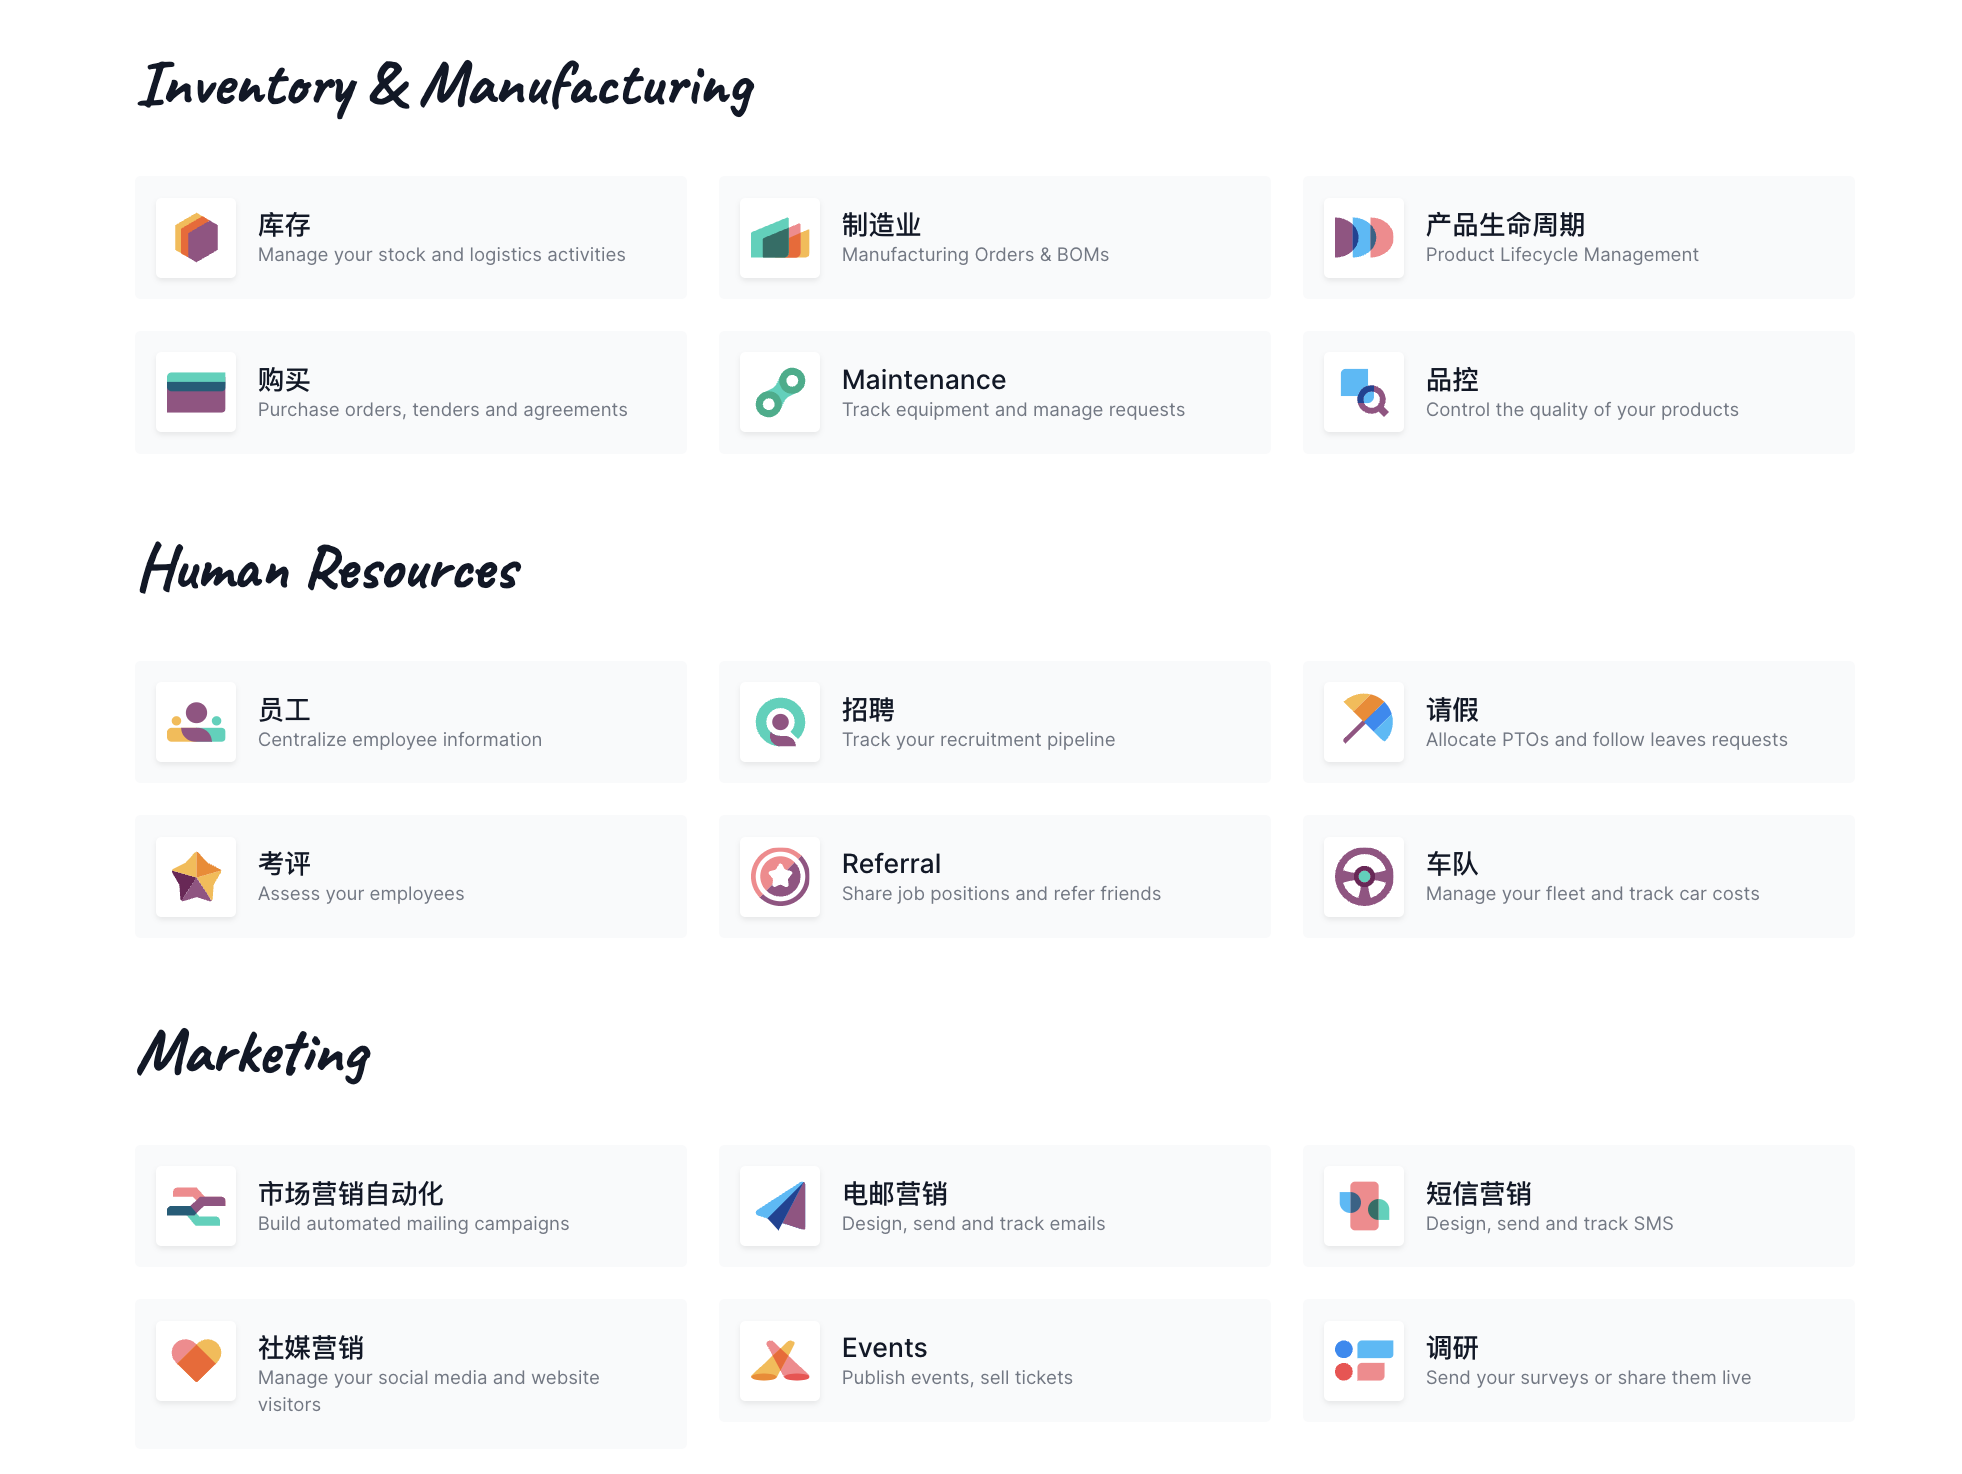 Inventory & Manufacturing
库存
Manage your stock and logistics activities
制造业
Manufacturing Orders & BOMs
产品生命周期
Product Lifecycle Management
购买
Purchase orders, tenders and agreements
Maintenance
Track equipment and manage requests
品控
Control the quality of your products
Human Resources
员工
Centralize employee information
招聘
Track your recruitment pipeline
请假
Allocate PTOs and follow leaves requests
考评
Assess your employees
Referral
Share job positions and refer friends
车队
Manage your fleet and track car costs
Marketing
市场营销自动化
Build automated mailing campaigns
电邮营销
Design, send and track emails
短信营销
Design, send and track SMS
社媒营销
Manage your social media and website
visitors
Events
Publish events, sell tickets
调研
Send your surveys or share them live